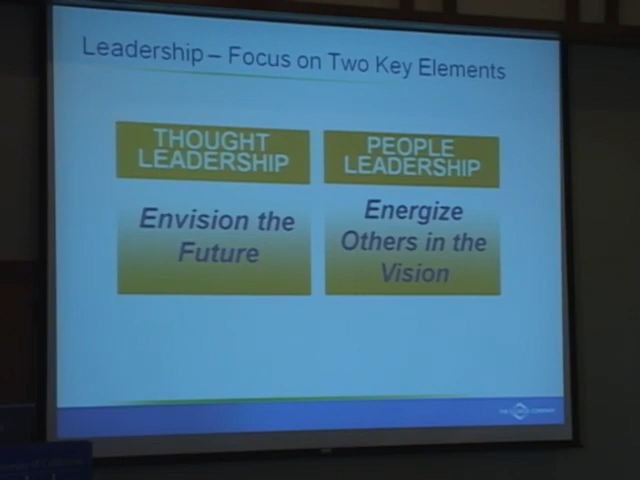 Leadership – Focus on Two Key Elements
THOUGHT
LEADERSHIP
PEOPLE
LEADERSHIP
Envision the
Future
Energize
Others in the
Vision